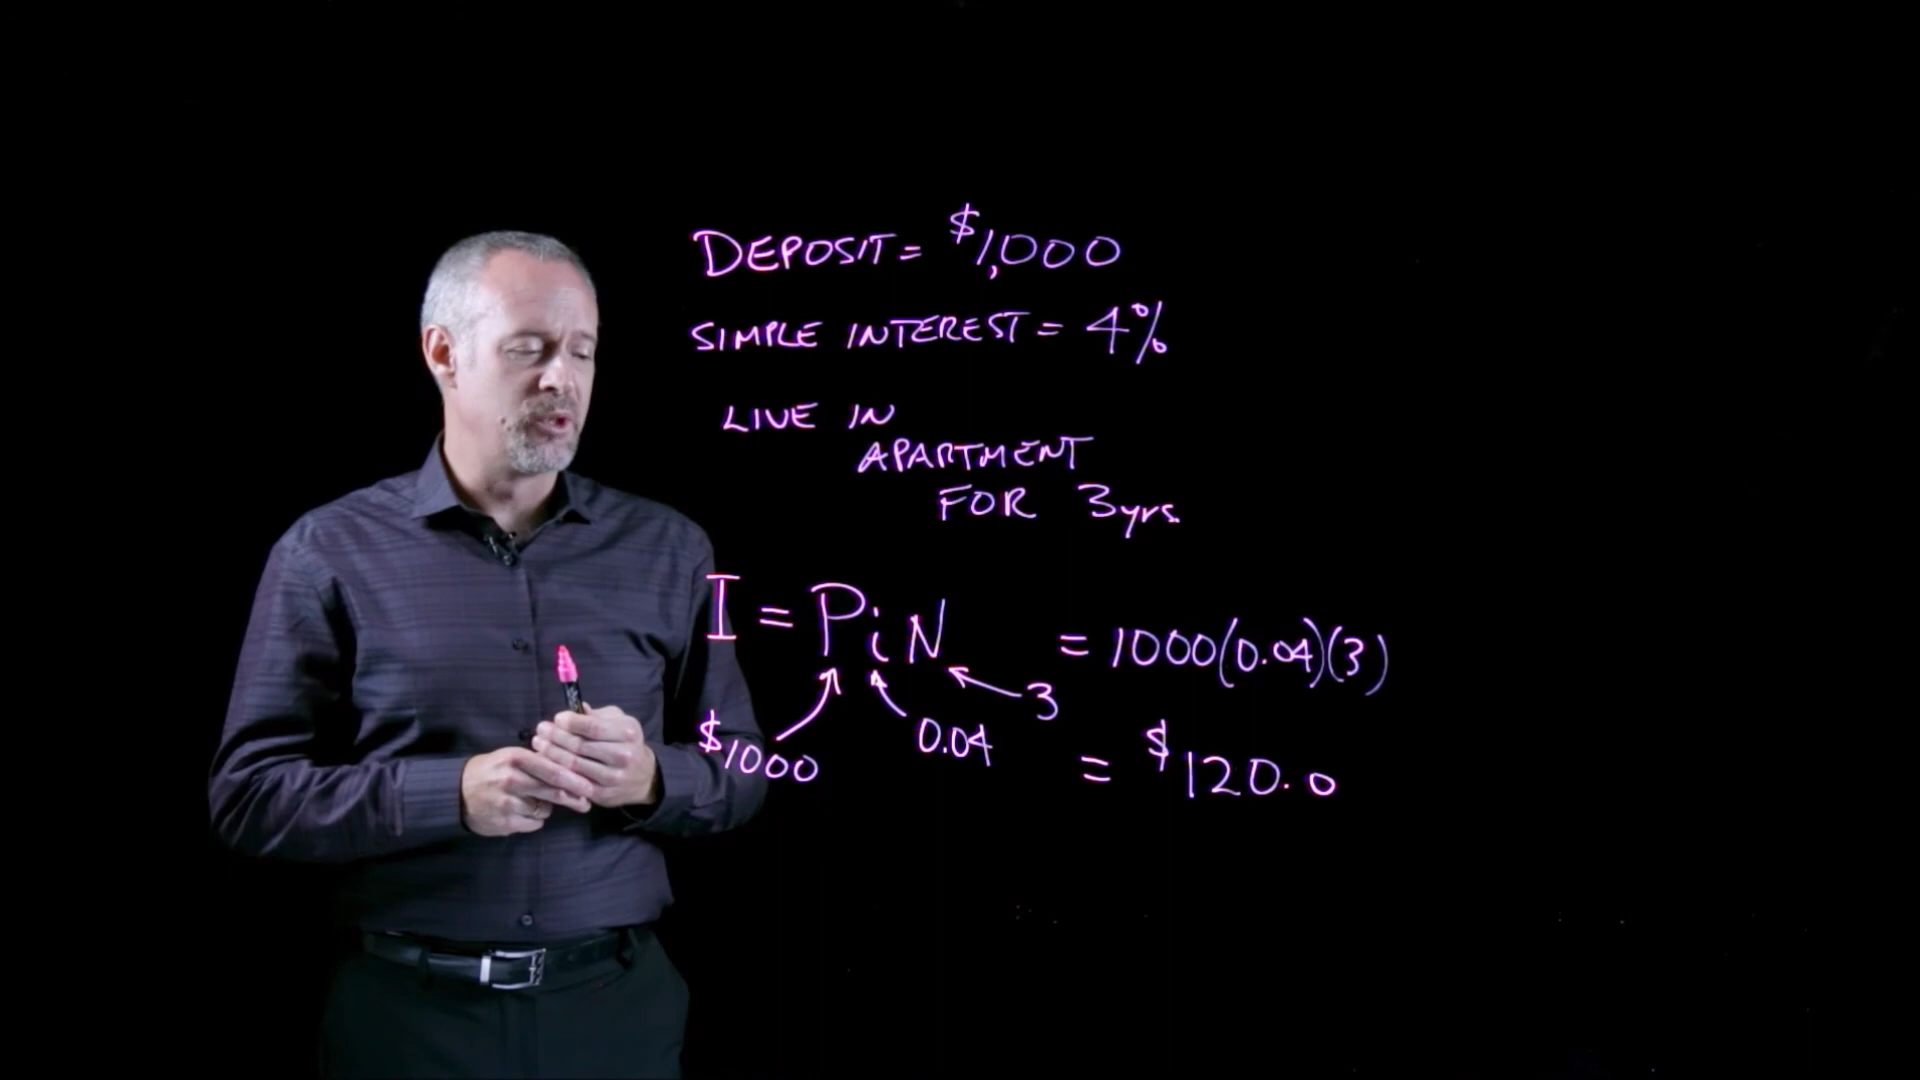 DEPOSIT = $1,000
SIMPLE INTEREST = 4%
LIVE IN
APARTMENT
FOR 3yrs.
I = PiN = 1000(0.04)(3)
$1000 0.04 3
= $120.0